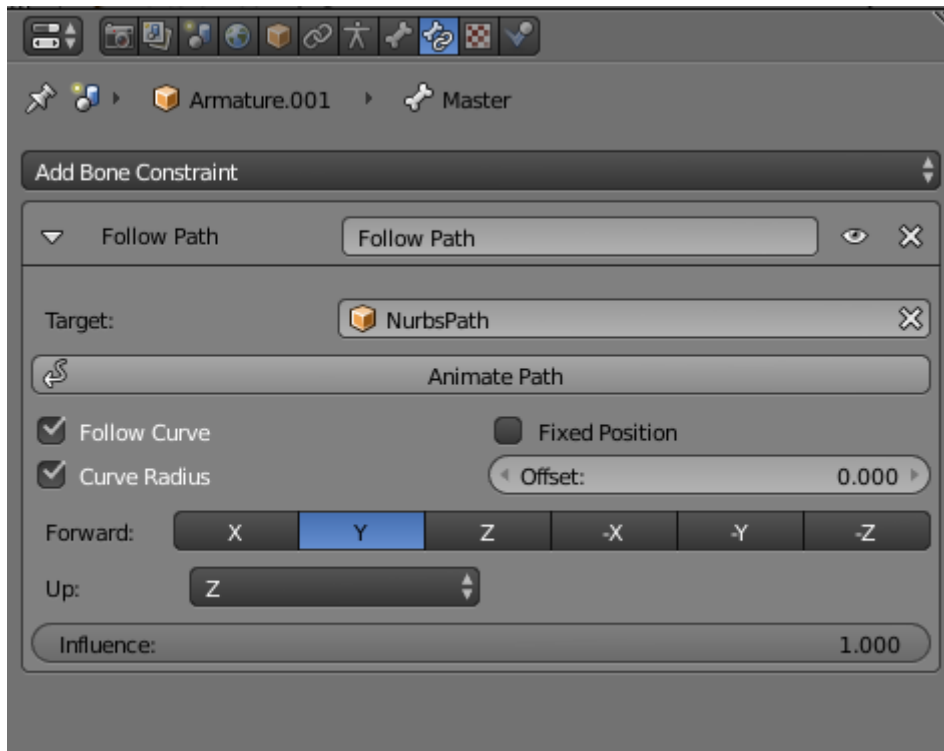 Armature.001 Master
Add Bone Constraint
Follow Path Follow Path
Target: NurbsPath
Animate Path
Follow Curve Fixed Position
Curve Radius Offset: 0.000
Forward: X Y Z -X -Y -Z
Up: Z
Influence: 1.000